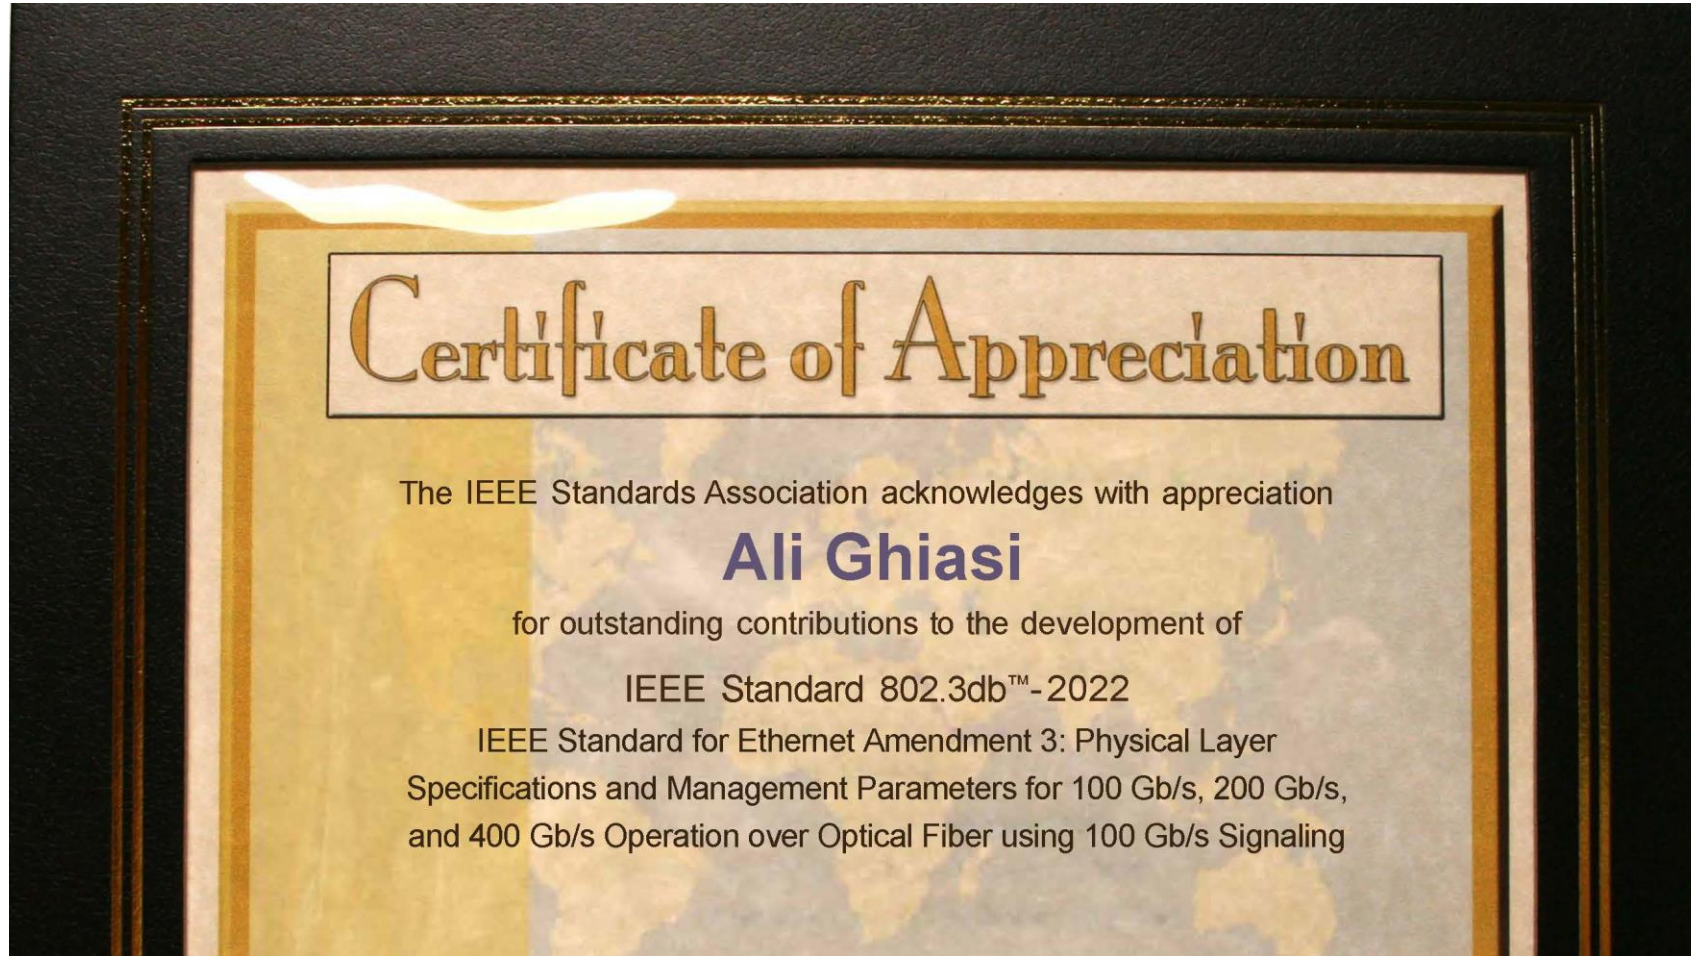 Certificate of Appreciation
The IEEE Standards Association acknowledges with appreciation
Ali Ghiasi
for outstanding contributions to the development of
IEEE Standard 802.3db™-2022
IEEE Standard for Ethernet Amendment 3: Physical Layer
Specifications and Management Parameters for 100 Gb/s, 200 Gb/s,
and 400 Gb/s Operation over Optical Fiber using 100 Gb/s Signaling